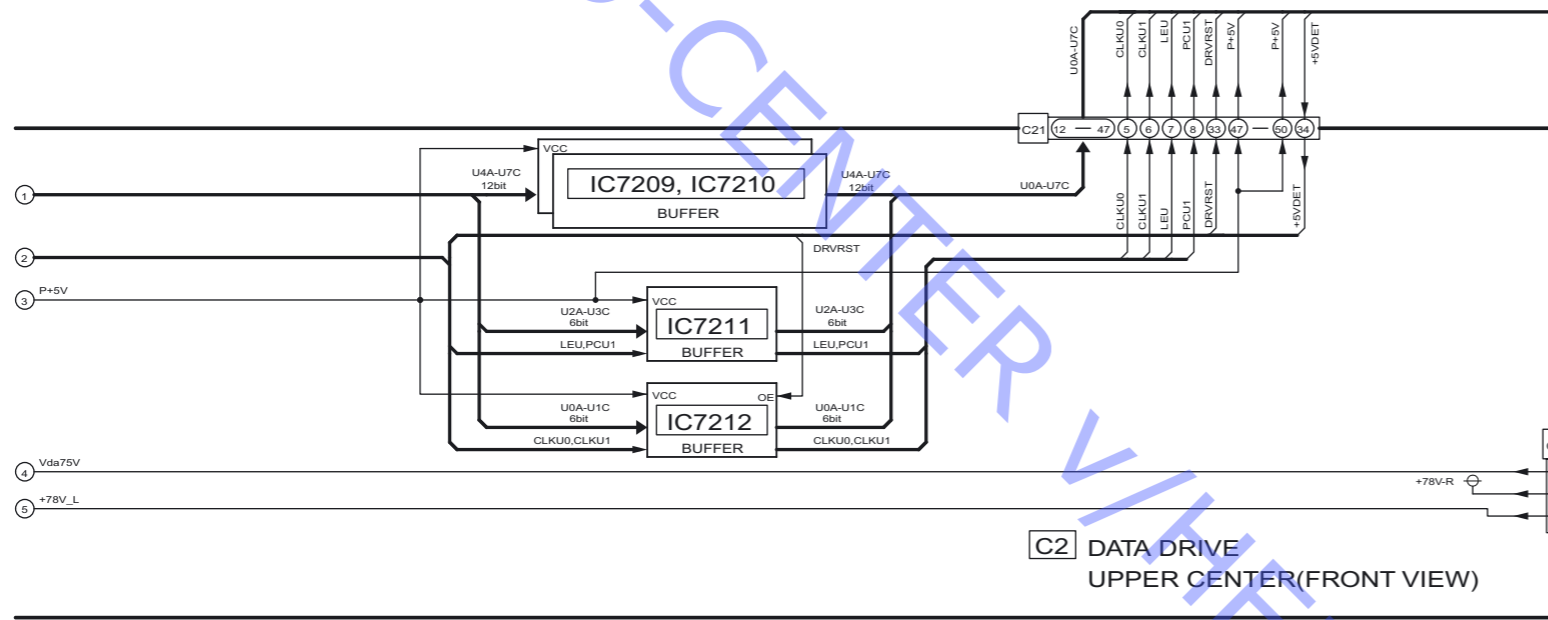 U0A-U7C
CLKU0
CLKU1
LEU
PCU1
DRVRST
P+5V
P+5V
+5VDET
C21 12 — 47 5 6 7 8 33 47 — 50 34
VCC
U4A-U7C
12bit
IC7209, IC7210
BUFFER
U4A-U7C
12bit
U0A-U7C
CLKU0
CLKU1
LEU
PCU1
DRVRST
+5VDET
1
2
DRVRST
3 P+5V
VCC
U2A-U3C
6bit
IC7211
U2A-U3C
6bit
LEU,PCU1
BUFFER
LEU,PCU1
VCC
OE
U0A-U1C
6bit
IC7212
U0A-U1C
6bit
CLKU0,CLKU1
BUFFER
CLKU0,CLKU1
4 Vda75V
+78V-R
5 +78V_L
C2 DATA DRIVE
UPPER CENTER(FRONT VIEW)
-CENTER v/HE